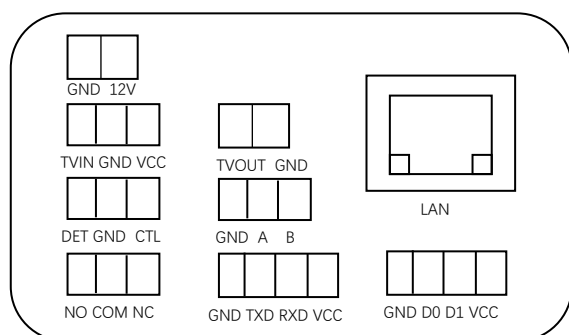 GND 12V
TVIN GND VCC
TVOUT GND
DET GND CTL
GND A B
LAN
NO COM NC
GND TXD RXD VCC
GND D0 D1 VCC